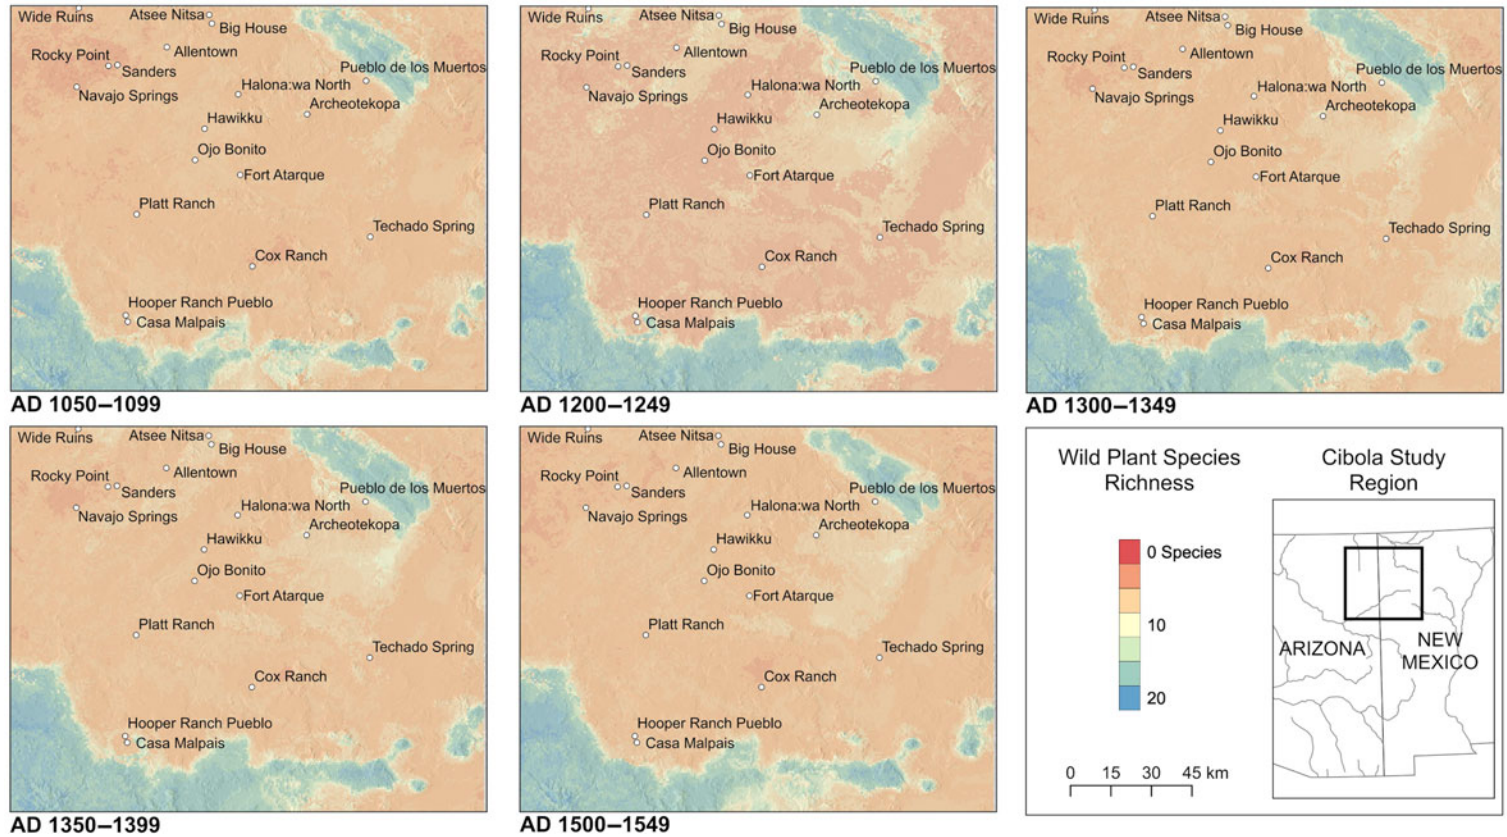 Wide Ruins
Atsee Nitsa
Big House
Rocky Point
Allentown
Sanders
Pueblo de los Muertos
Navajo Springs
Halona:wa North
Archeotekopa
Hawikku
Ojo Bonito
Fort Atarque
Platt Ranch
Techado Spring
Cox Ranch
Hooper Ranch Pueblo
Casa Malpais
AD 1050–1099
Wide Ruins
Atsee Nitsa
Big House
Rocky Point
Allentown
Sanders
Pueblo de los Muertos
Navajo Springs
Halona:wa North
Archeotekopa
Hawikku
Ojo Bonito
Fort Atarque
Platt Ranch
Techado Spring
Cox Ranch
Hooper Ranch Pueblo
Casa Malpais
AD 1200–1249
Wide Ruins
Atsee Nitsa
Big House
Rocky Point
Allentown
Sanders
Pueblo de los Muertos
Navajo Springs
Halona:wa North
Archeotekopa
Hawikku
Ojo Bonito
Fort Atarque
Platt Ranch
Techado Spring
Cox Ranch
Hooper Ranch Pueblo
Casa Malpais
AD 1300–1349
Wide Ruins
Atsee Nitsa
Big House
Rocky Point
Allentown
Sanders
Pueblo de los Muertos
Navajo Springs
Halona:wa North
Archeotekopa
Hawikku
Ojo Bonito
Fort Atarque
Platt Ranch
Techado Spring
Cox Ranch
Hooper Ranch Pueblo
Casa Malpais
AD 1350–1399
Wide Ruins
Atsee Nitsa
Big House
Rocky Point
Allentown
Sanders
Pueblo de los Muertos
Navajo Springs
Halona:wa North
Archeotekopa
Hawikku
Ojo Bonito
Fort Atarque
Platt Ranch
Techado Spring
Cox Ranch
Hooper Ranch Pueblo
Casa Malpais
AD 1500–1549
Wild Plant Species
Richness
0 Species
10
20
0 15 30 45 km
Cibola Study
Region
ARIZONA
NEW
MEXICO